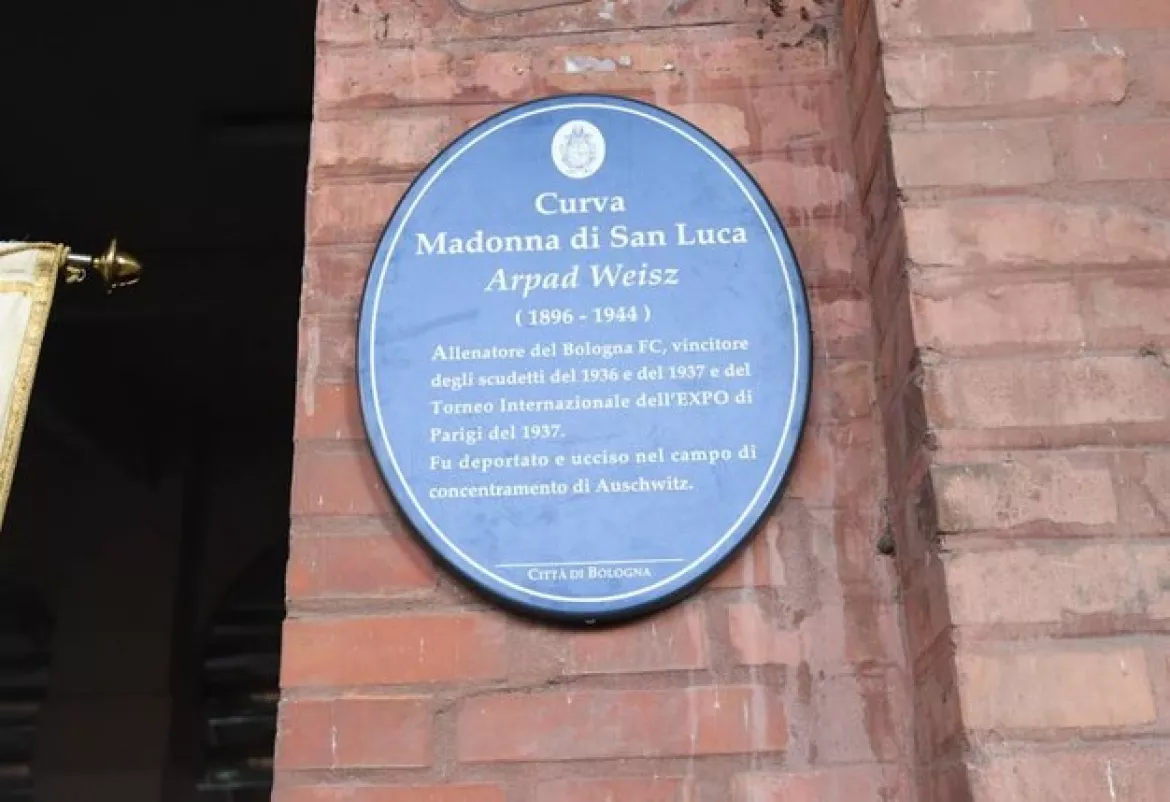 Curva
Madonna di San Luca
Arpad Weisz
( 1896 - 1944 )
Allenatore del Bologna FC, vincitore
degli scudetti del 1936 e del 1937 e del
Torneo Internazionale dell'EXPO di
Parigi del 1937.
Fu deportato e ucciso nel campo di
concentramento di Auschwitz.
Città di Bologna